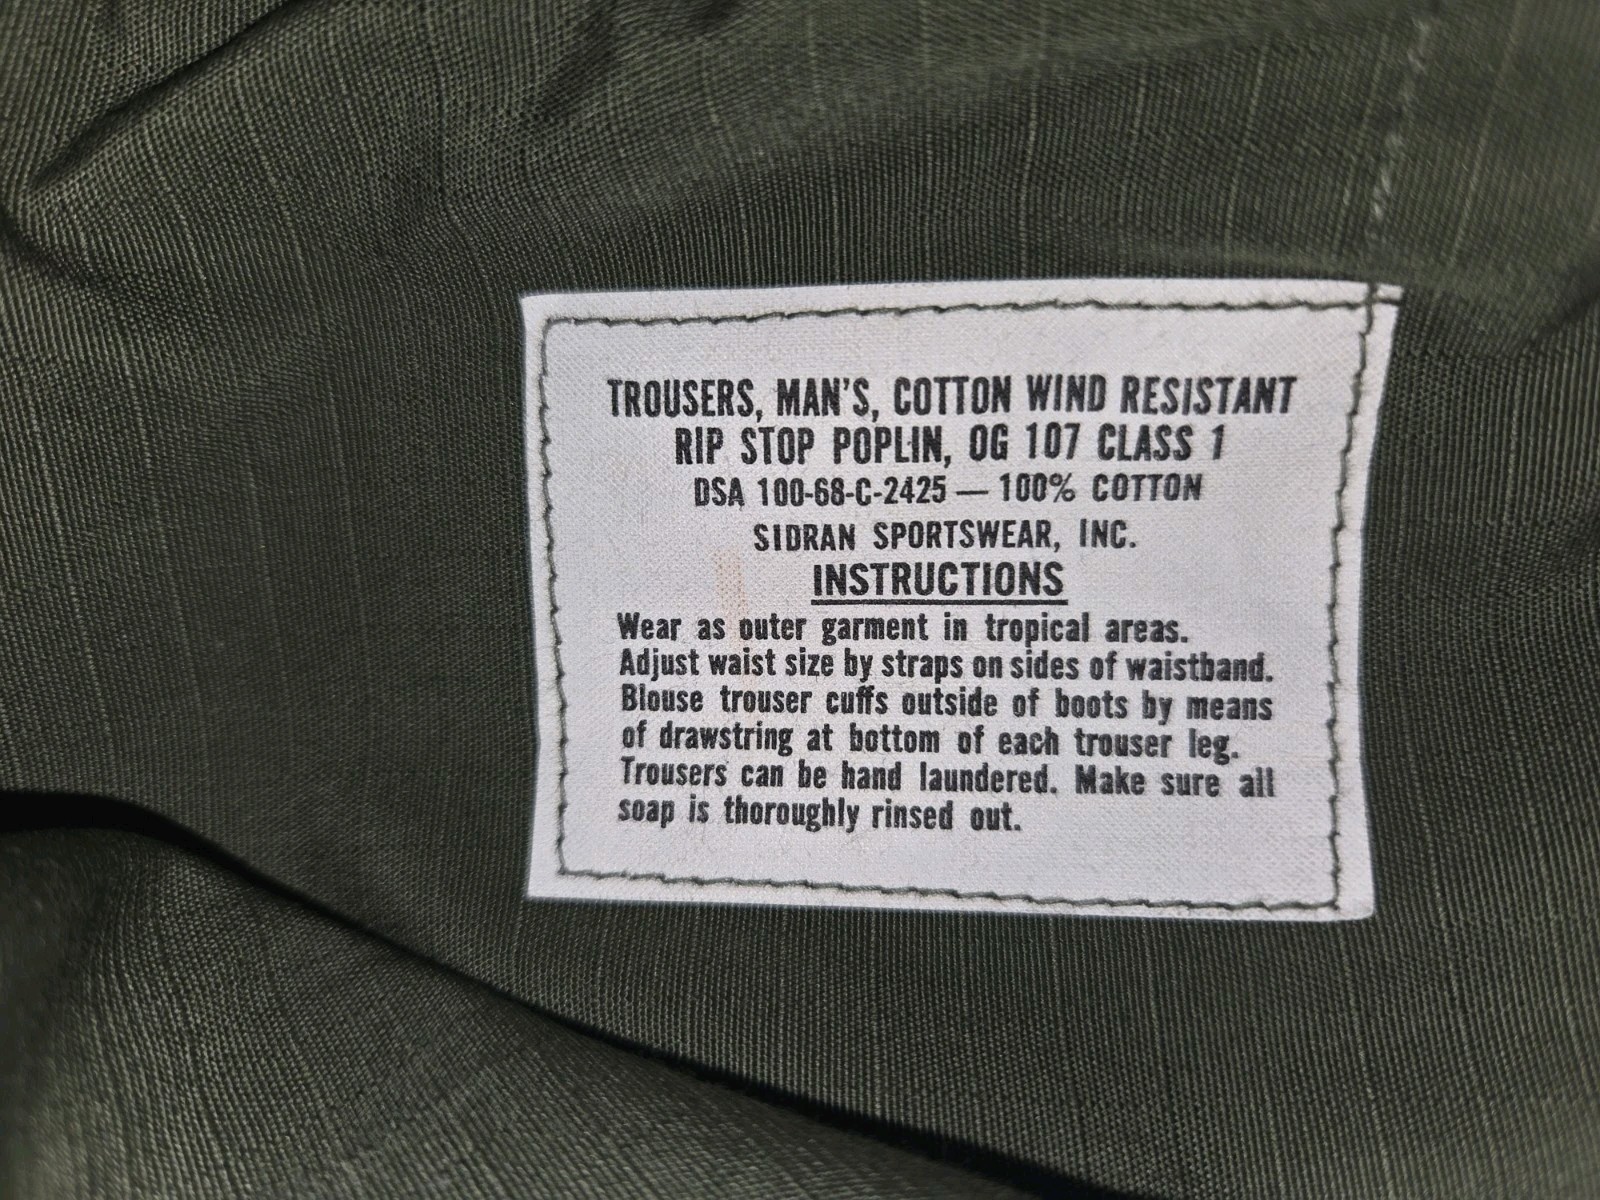 TROUSERS, MAN'S, COTTON WIND RESISTANT
RIP STOP POPLIN, OG 107 CLASS 1
DSA 100-68-C-2425 — 100% COTTON
SIDRAN SPORTSWEAR, INC.
INSTRUCTIONS
Wear as outer garment in tropical areas.
Adjust waist size by straps on sides of waistband.
Blouse trouser cuffs outside of boots by means
of drawstring at bottom of each trouser leg.
Trousers can be hand laundered. Make sure all
soap is thoroughly rinsed out.